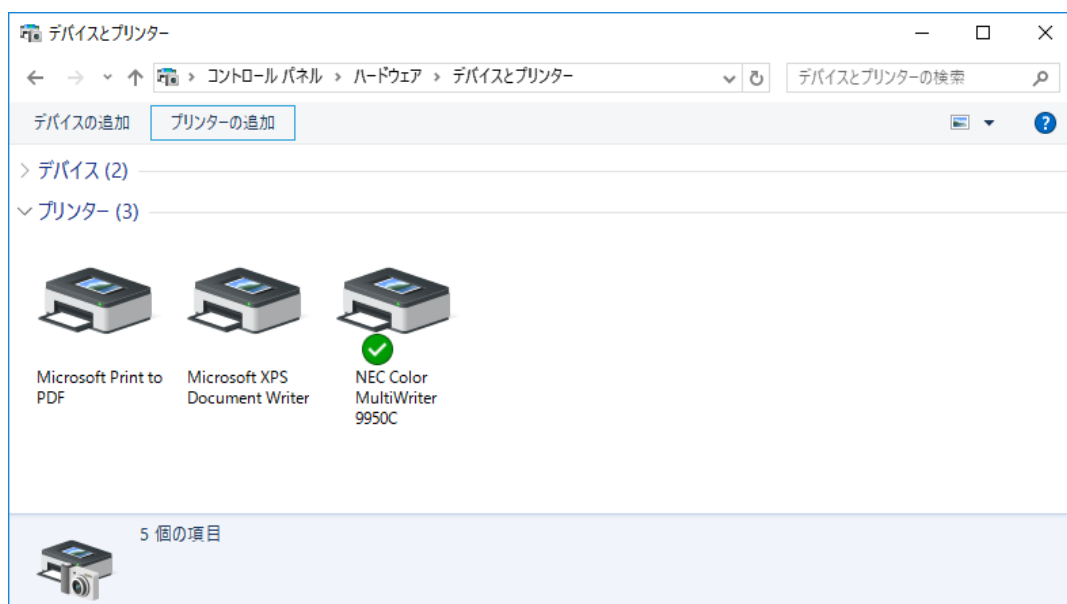 デバイスとプリンター
コントロール パネル › ハードウェア › デバイスとプリンター
デバイスとプリンターの検索
デバイスの追加
プリンターの追加
?
デバイス (2)
プリンター (3)
Microsoft Print to
PDF
Microsoft XPS
Document Writer
NEC Color
MultiWriter
9950C
5 個の項目